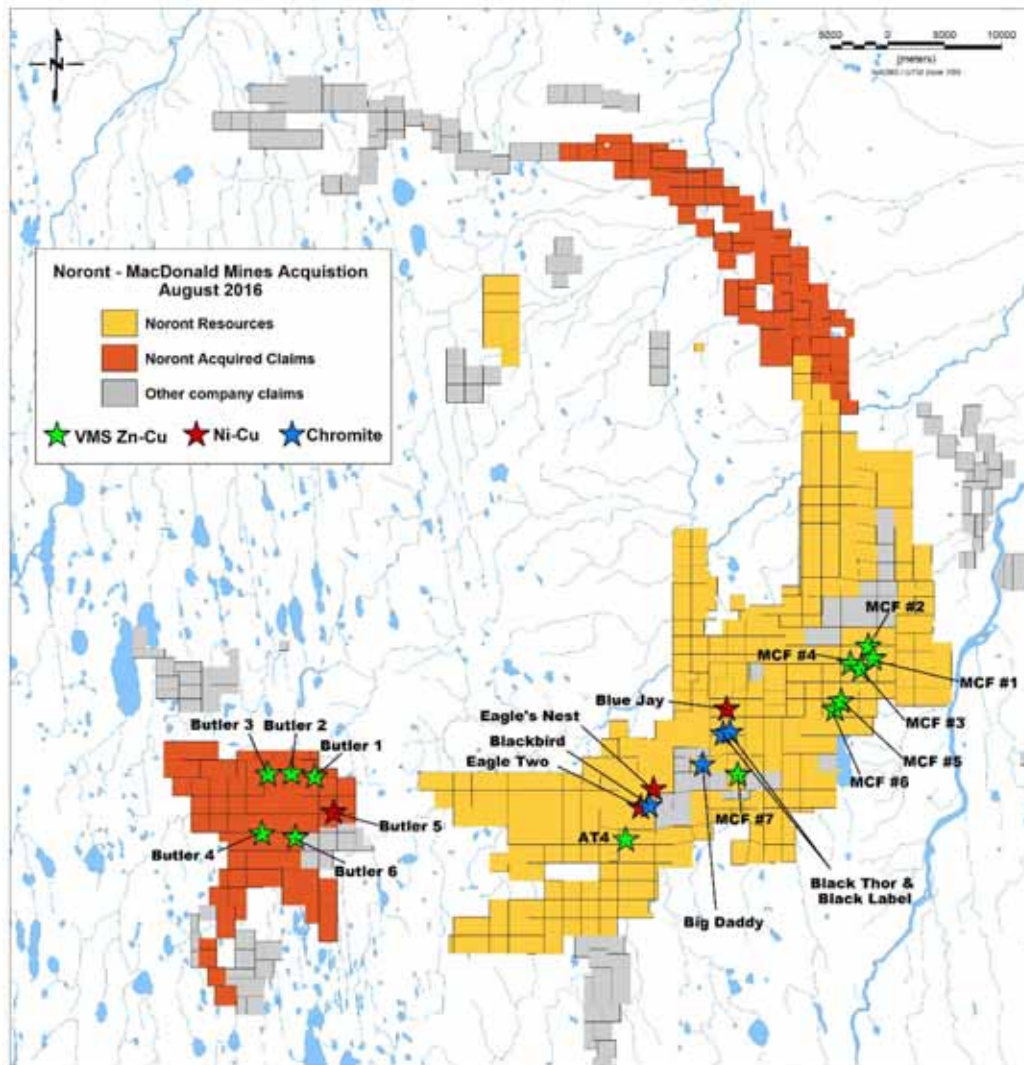 N
5000 0 5000 10000
(meters)
Noront - MacDonald Mines Acquistion
August 2016
Noront Resources
Noront Acquired Claims
Other company claims
VMS Zn-Cu
Ni-Cu
Chromite
MCF #2
MCF #4
MCF #1
Blue Jay
MCF #3
Eagle's Nest
Butler 3
Butler 2
Butler 1
Blackbird
MCF #5
Eagle Two
MCF #6
Butler 5
MCF #7
AT4
Butler 4
Butler 6
Black Thor &
Black Label
Big Daddy